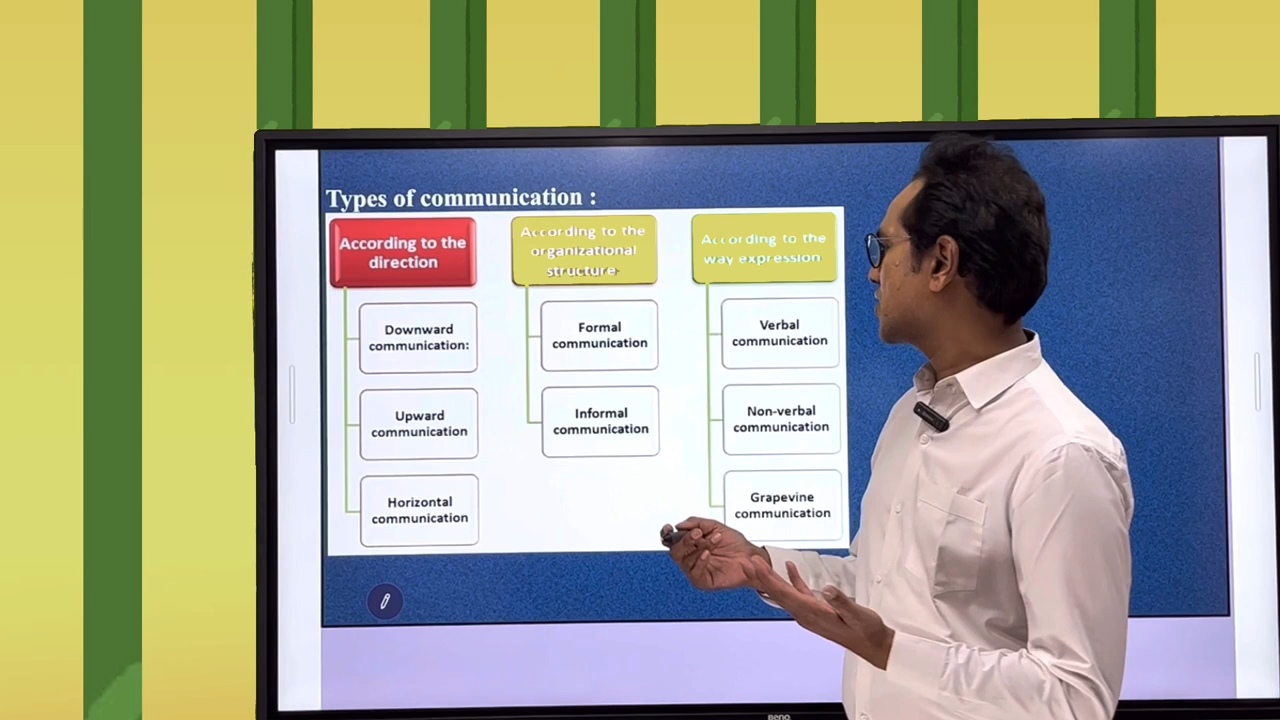 Types of communication :
According to the
direction
Downward
communication:
Upward
communication
Horizontal
communication
According to the
organizational
structure
Formal
communication
Informal
communication
According to the
way expression
Verbal
communication
Non-verbal
communication
Grapevine
communication
BenQ